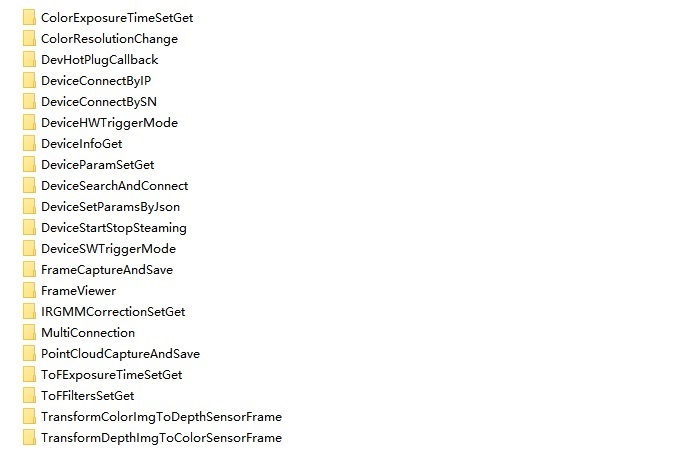 ColorExposureTimeSetGet
ColorResolutionChange
DevHotPlugCallback
DeviceConnectByIP
DeviceConnectBySN
DeviceHWTriggerMode
DeviceInfoGet
DeviceParamSetGet
DeviceSearchAndConnect
DeviceSetParamsByJson
DeviceStartStopSteaming
DeviceSWTriggerMode
FrameCaptureAndSave
FrameViewer
IRGMMCorrectionSetGet
MultiConnection
PointCloudCaptureAndSave
ToFExposureTimeSetGet
ToFFiltersSetGet
TransformColorImgToDepthSensorFrame
TransformDepthImgToColorSensorFrame